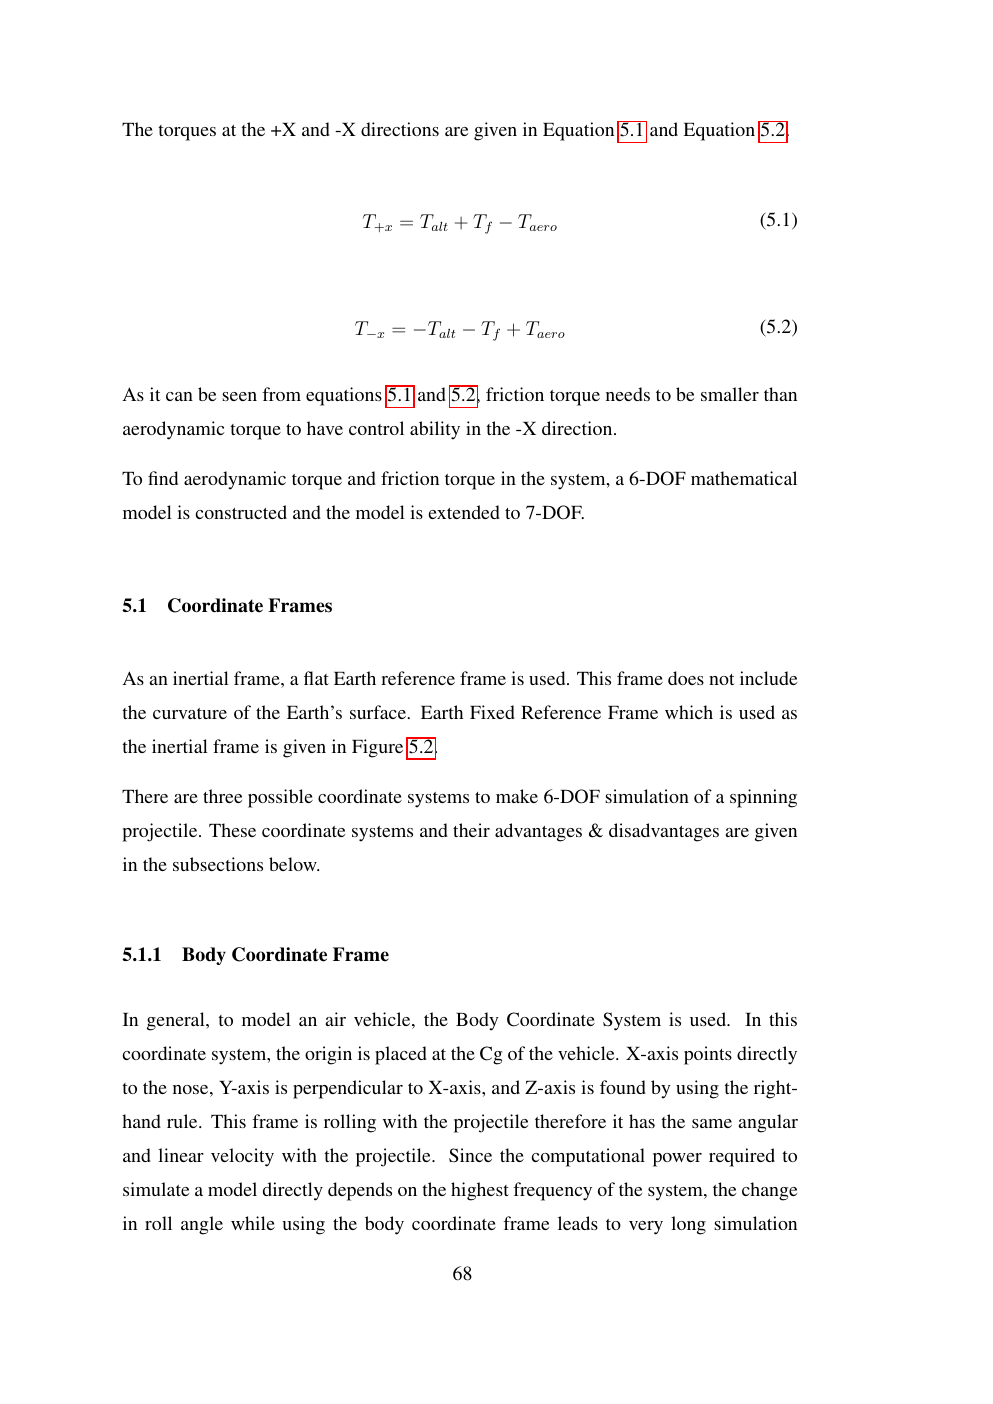 The torques at the +X and -X directions are given in Equation 5.1 and Equation 5.2.
T+x = Talt + Tf − Taero (5.1)
T−x = −Talt − Tf + Taero (5.2)
As it can be seen from equations 5.1 and 5.2, friction torque needs to be smaller than
aerodynamic torque to have control ability in the -X direction.
To find aerodynamic torque and friction torque in the system, a 6-DOF mathematical
model is constructed and the model is extended to 7-DOF.
5.1 Coordinate Frames
As an inertial frame, a flat Earth reference frame is used. This frame does not include
the curvature of the Earth's surface. Earth Fixed Reference Frame which is used as
the inertial frame is given in Figure 5.2.
There are three possible coordinate systems to make 6-DOF simulation of a spinning
projectile. These coordinate systems and their advantages & disadvantages are given
in the subsections below.
5.1.1 Body Coordinate Frame
In general, to model an air vehicle, the Body Coordinate System is used. In this
coordinate system, the origin is placed at the Cg of the vehicle. X-axis points directly
to the nose, Y-axis is perpendicular to X-axis, and Z-axis is found by using the right-
hand rule. This frame is rolling with the projectile therefore it has the same angular
and linear velocity with the projectile. Since the computational power required to
simulate a model directly depends on the highest frequency of the system, the change
in roll angle while using the body coordinate frame leads to very long simulation
68